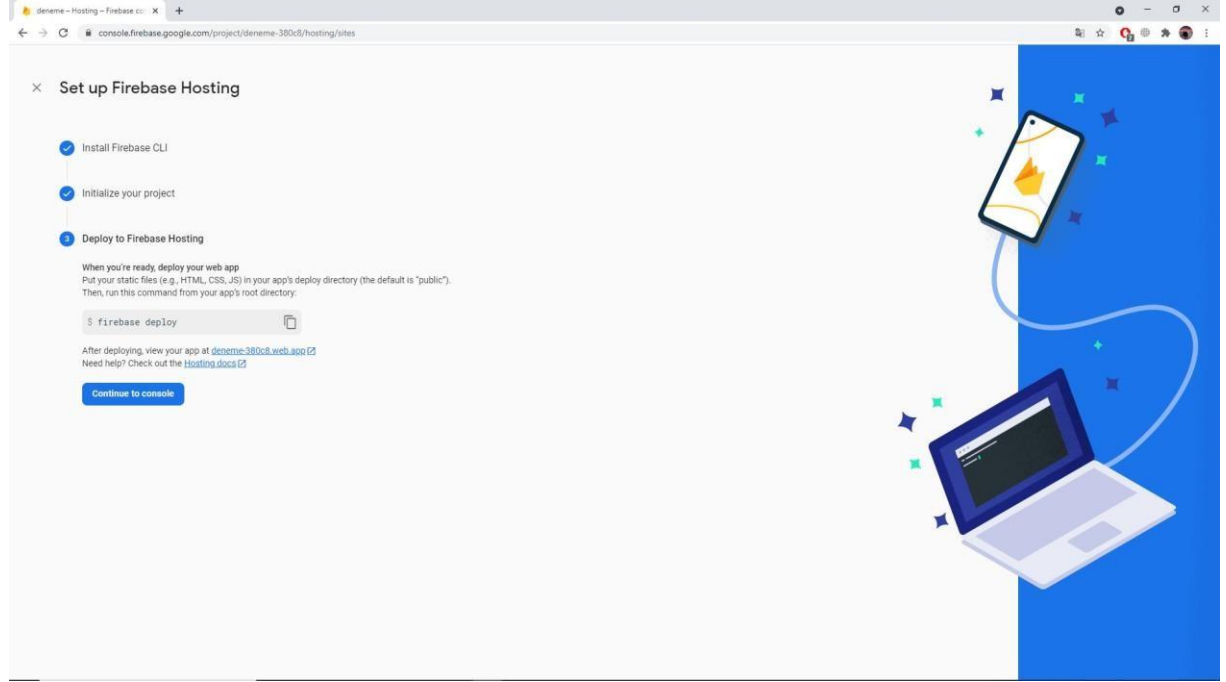 deneme – Hosting – Firebase co
console.firebase.google.com/project/deneme-380c8/hosting/sites
Set up Firebase Hosting
Install Firebase CLI
Initialize your project
3 Deploy to Firebase Hosting
When you're ready, deploy your web app
Put your static files (e.g., HTML, CSS, JS) in your app's deploy directory (the default is "public").
Then, run this command from your app's root directory:
$ firebase deploy
After deploying, view your app at deneme-380c8.web.app
Need help? Check out the Hosting docs
Continue to console